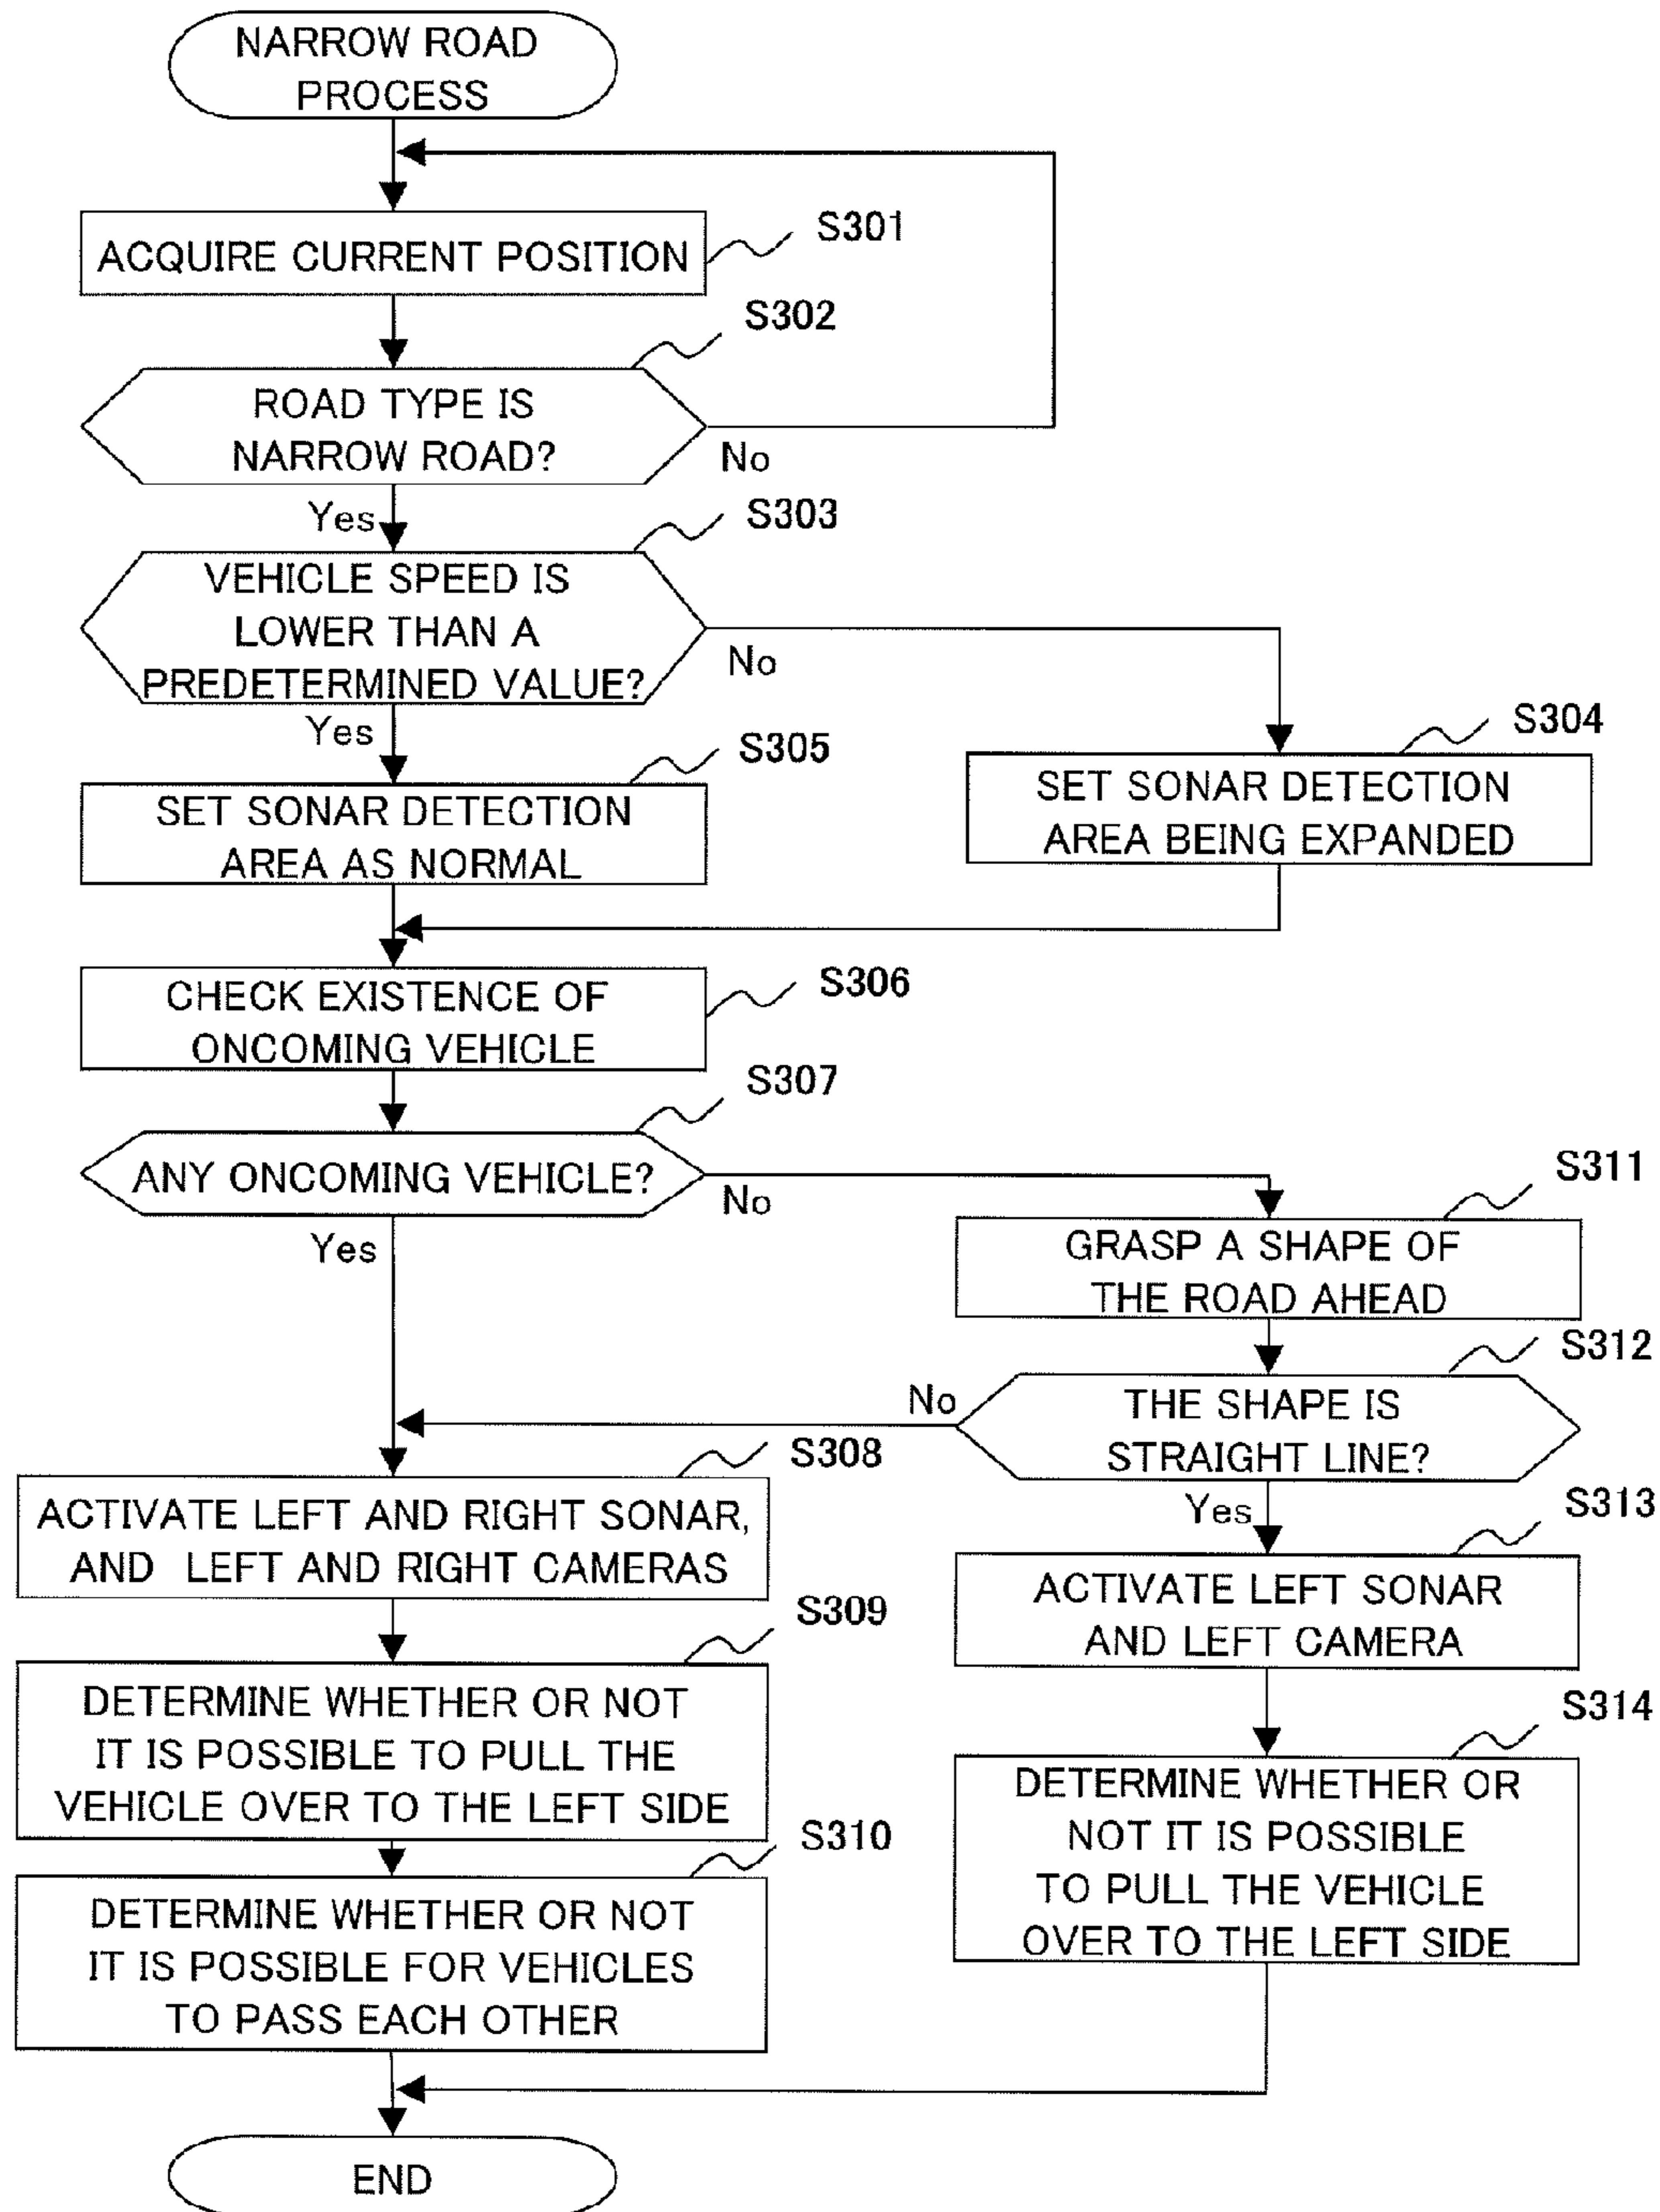 NARROW ROAD
PROCESS
ACQUIRE CURRENT POSITION
S301
S302
ROAD TYPE IS
NARROW ROAD?
No
Yes
S303
VEHICLE SPEED IS
LOWER THAN A
PREDETERMINED VALUE?
No
Yes
S304
SET SONAR DETECTION
AREA BEING EXPANDED
S305
SET SONAR DETECTION
AREA AS NORMAL
S306
CHECK EXISTENCE OF
ONCOMING VEHICLE
S307
ANY ONCOMING VEHICLE?
No
Yes
S311
GRASP A SHAPE OF
THE ROAD AHEAD
S312
THE SHAPE IS
STRAIGHT LINE?
No
Yes
S308
ACTIVATE LEFT AND RIGHT SONAR,
AND LEFT AND RIGHT CAMERAS
S313
ACTIVATE LEFT SONAR
AND LEFT CAMERA
S309
DETERMINE WHETHER OR NOT
IT IS POSSIBLE TO PULL THE
VEHICLE OVER TO THE LEFT SIDE
S314
DETERMINE WHETHER OR
NOT IT IS POSSIBLE
TO PULL THE VEHICLE
OVER TO THE LEFT SIDE
S310
DETERMINE WHETHER OR NOT
IT IS POSSIBLE FOR VEHICLES
TO PASS EACH OTHER
END